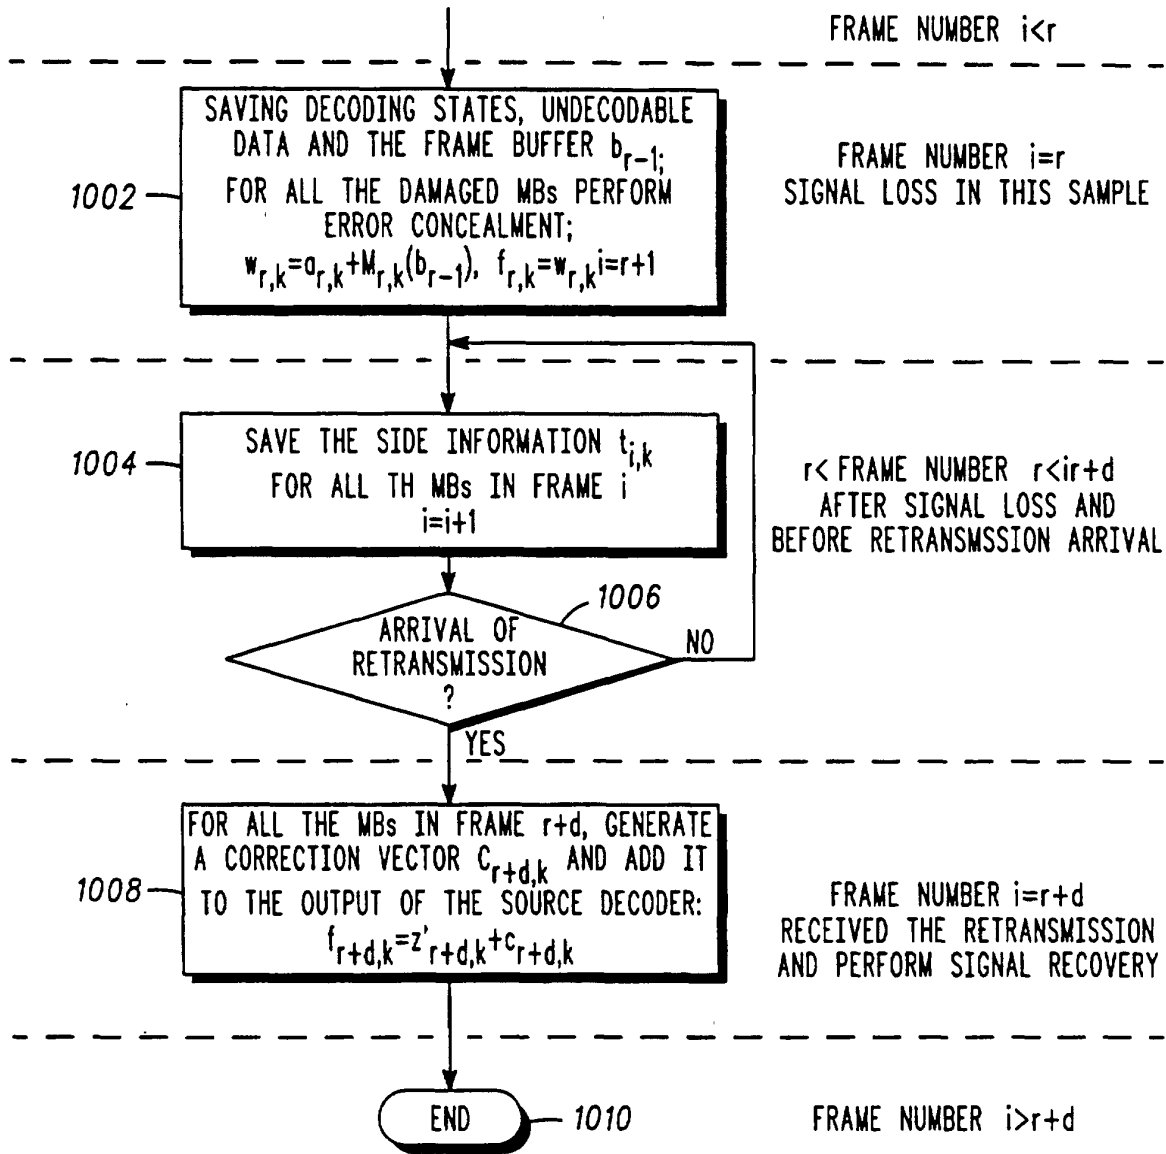 FRAME NUMBER i<r
SAVING DECODING STATES, UNDECODABLE
DATA AND THE FRAME BUFFER b_{r-1};
FOR ALL THE DAMAGED MBs PERFORM
ERROR CONCEALMENT;
w_{r,k}=a_{r,k}+M_{r,k}(b_{r-1}), f_{r,k}=w_{r,k}i=r+1
1002
FRAME NUMBER i=r
SIGNAL LOSS IN THIS SAMPLE
SAVE THE SIDE INFORMATION t_{i,k}
FOR ALL TH MBs IN FRAME i
i=i+1
1004
r< FRAME NUMBER r<ir+d
AFTER SIGNAL LOSS AND
BEFORE RETRANSMSSION ARRIVAL
1006
ARRIVAL OF
RETRANSMISSION
?
NO
YES
FOR ALL THE MBs IN FRAME r+d, GENERATE
A CORRECTION VECTOR C_{r+d,k} AND ADD IT
TO THE OUTPUT OF THE SOURCE DECODER:
f_{r+d,k}=z'_{r+d,k}+c_{r+d,k}
1008
FRAME NUMBER i=r+d
RECEIVED THE RETRANSMISSION
AND PERFORM SIGNAL RECOVERY
END
1010
FRAME NUMBER i>r+d